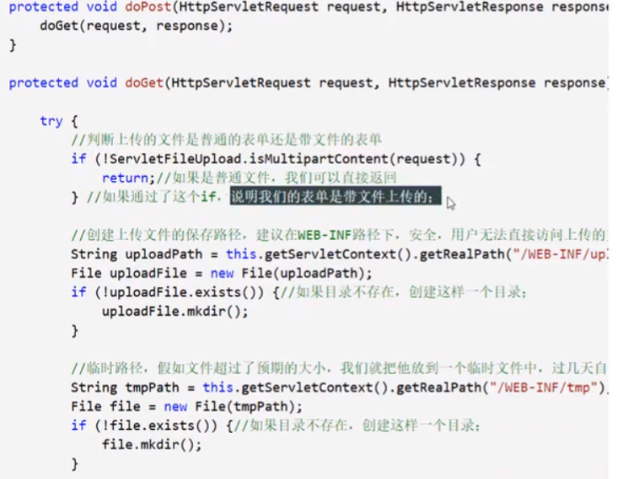 protected void doPost(HttpServletRequest request, HttpServletResponse response
    doGet(request, response);
}
protected void doGet(HttpServletRequest request, HttpServletResponse response)
    try {
        //判断上传的文件是普通的表单还是带文件的表单
        if (!ServletFileUpload.isMultipartContent(request)) {
            return;//如果是普通文件，我们可以直接返回
        } //如果通过了这个if，说明我们的表单是带文件上传的；
        //创建上传文件的保存路径，建议在WEB-INF路径下，安全，用户无法直接访问上传的
        String uploadPath = this.getServletContext().getRealPath("/WEB-INF/upl
        File uploadFile = new File(uploadPath);
        if (!uploadFile.exists()) {//如果目录不存在，创建这样一个目录；
            uploadFile.mkdir();
        }
        //临时路径，假如文件超过了预期的大小，我们就把他放到一个临时文件中，过几天自
        String tmpPath = this.getServletContext().getRealPath("/WEB-INF/tmp")
        File file = new File(tmpPath);
        if (!file.exists()) {//如果目录不存在，创建这样一个目录；
            file.mkdir();
        }